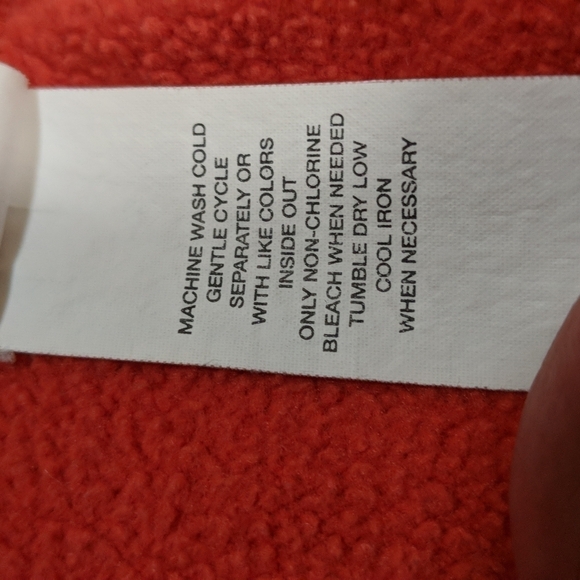 MACHINE WASH COLD
GENTLE CYCLE
SEPARATELY OR
WITH LIKE COLORS
INSIDE OUT
ONLY NON-CHLORINE
BLEACH WHEN NEEDED
TUMBLE DRY LOW
COOL IRON
WHEN NECESSARY